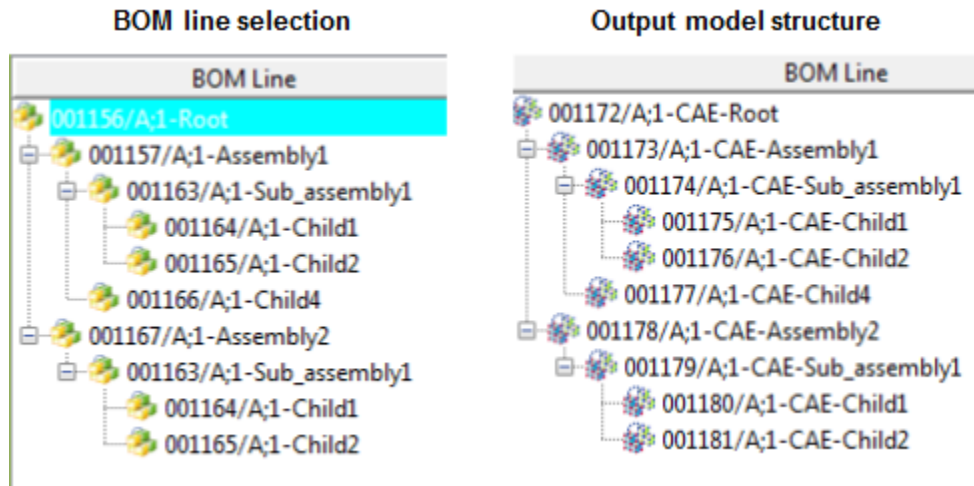 BOM line selection
BOM Line
001156/A;1-Root
001157/A;1-Assembly1
001163/A;1-Sub_assembly1
001164/A;1-Child1
001165/A;1-Child2
001166/A;1-Child4
001167/A;1-Assembly2
001163/A;1-Sub_assembly1
001164/A;1-Child1
001165/A;1-Child2
Output model structure
BOM Line
001172/A;1-CAE-Root
001173/A;1-CAE-Assembly1
001174/A;1-CAE-Sub_assembly1
001175/A;1-CAE-Child1
001176/A;1-CAE-Child2
001177/A;1-CAE-Child4
001178/A;1-CAE-Assembly2
001179/A;1-CAE-Sub_assembly1
001180/A;1-CAE-Child1
001181/A;1-CAE-Child2